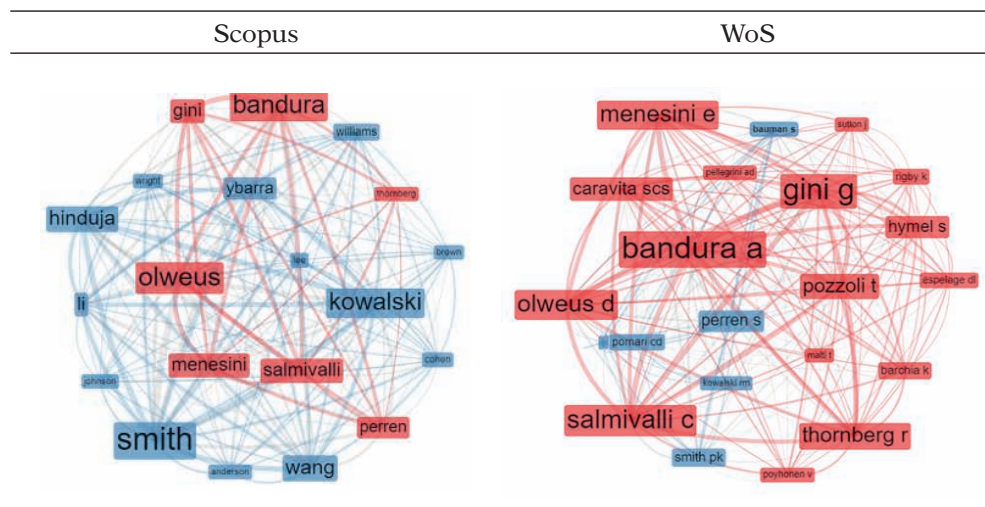 Scopus
WoS
gini
bandura
williams
wright
ybarra
thornberg
hinduja
brown
lee
olweus
li
kowalski
menesini
salmivalli
cohen
johnson
perren
smith
wang
anderson
menesini e
bauman s
sutton j
pellegrini ad
rigby k
caravita scs
gini g
hymel s
bandura a
espelage dl
pozzoli t
olweus d
perren s
pornari cd
malti t
barchia k
kowalski rm
salmivalli c
thornberg r
smith pk
poyhonen v